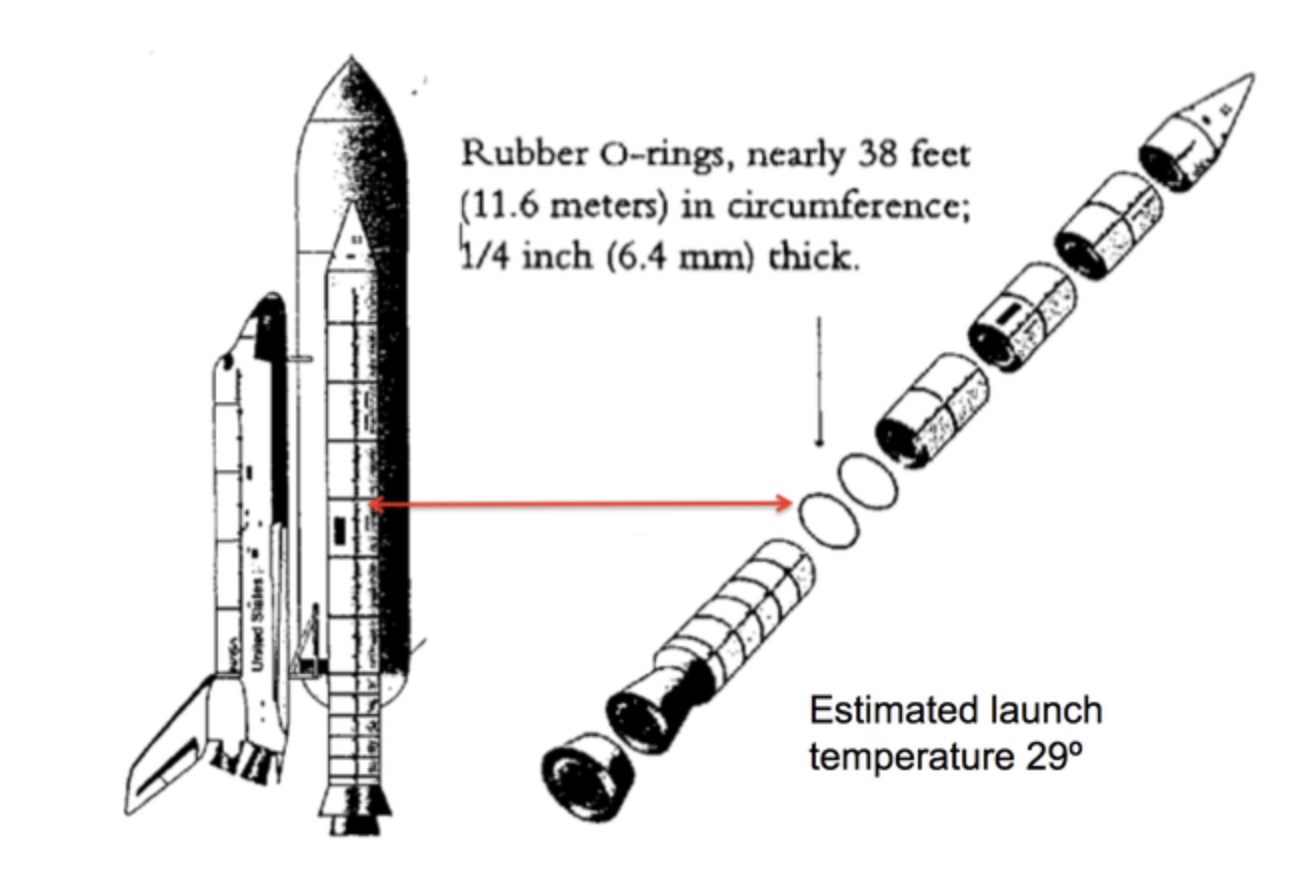 Rubber O-rings, nearly 38 feet
(11.6 meters) in circumference;
1/4 inch (6.4 mm) thick.
United States
Estimated launch
temperature 29º